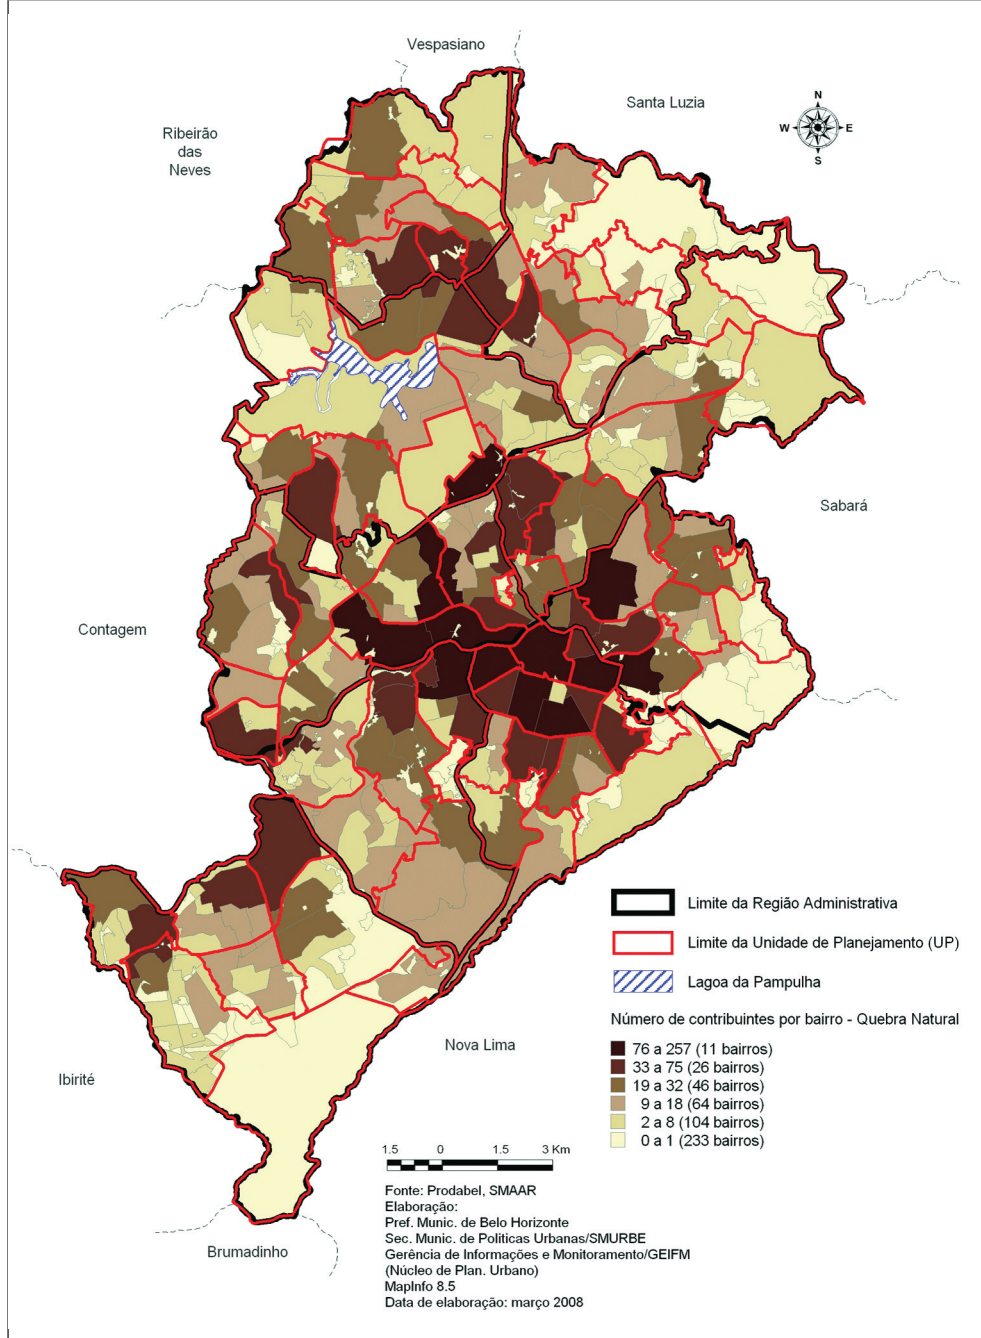 Vespasiano
Santa Luzia
N
W E
S
Ribeirão
das
Neves
Sabará
Contagem
Limite da Região Administrativa
Limite da Unidade de Planejamento (UP)
Lagoa da Pampulha
Número de contribuintes por bairro - Quebra Natural
76 a 257 (11 bairros)
33 a 75 (26 bairros)
19 a 32 (46 bairros)
9 a 18 (64 bairros)
2 a 8 (104 bairros)
0 a 1 (233 bairros)
Nova Lima
Ibirité
1.5 0 1.5 3 Km
Fonte: Prodabel, SMAAR
Elaboração:
Pref. Munic. de Belo Horizonte
Sec. Munic. de Politicas Urbanas/SMURBE
Gerência de Informações e Monitoramento/GEIFM
(Núcleo de Plan. Urbano)
MapInfo 8.5
Data de elaboração: março 2008
Brumadinho